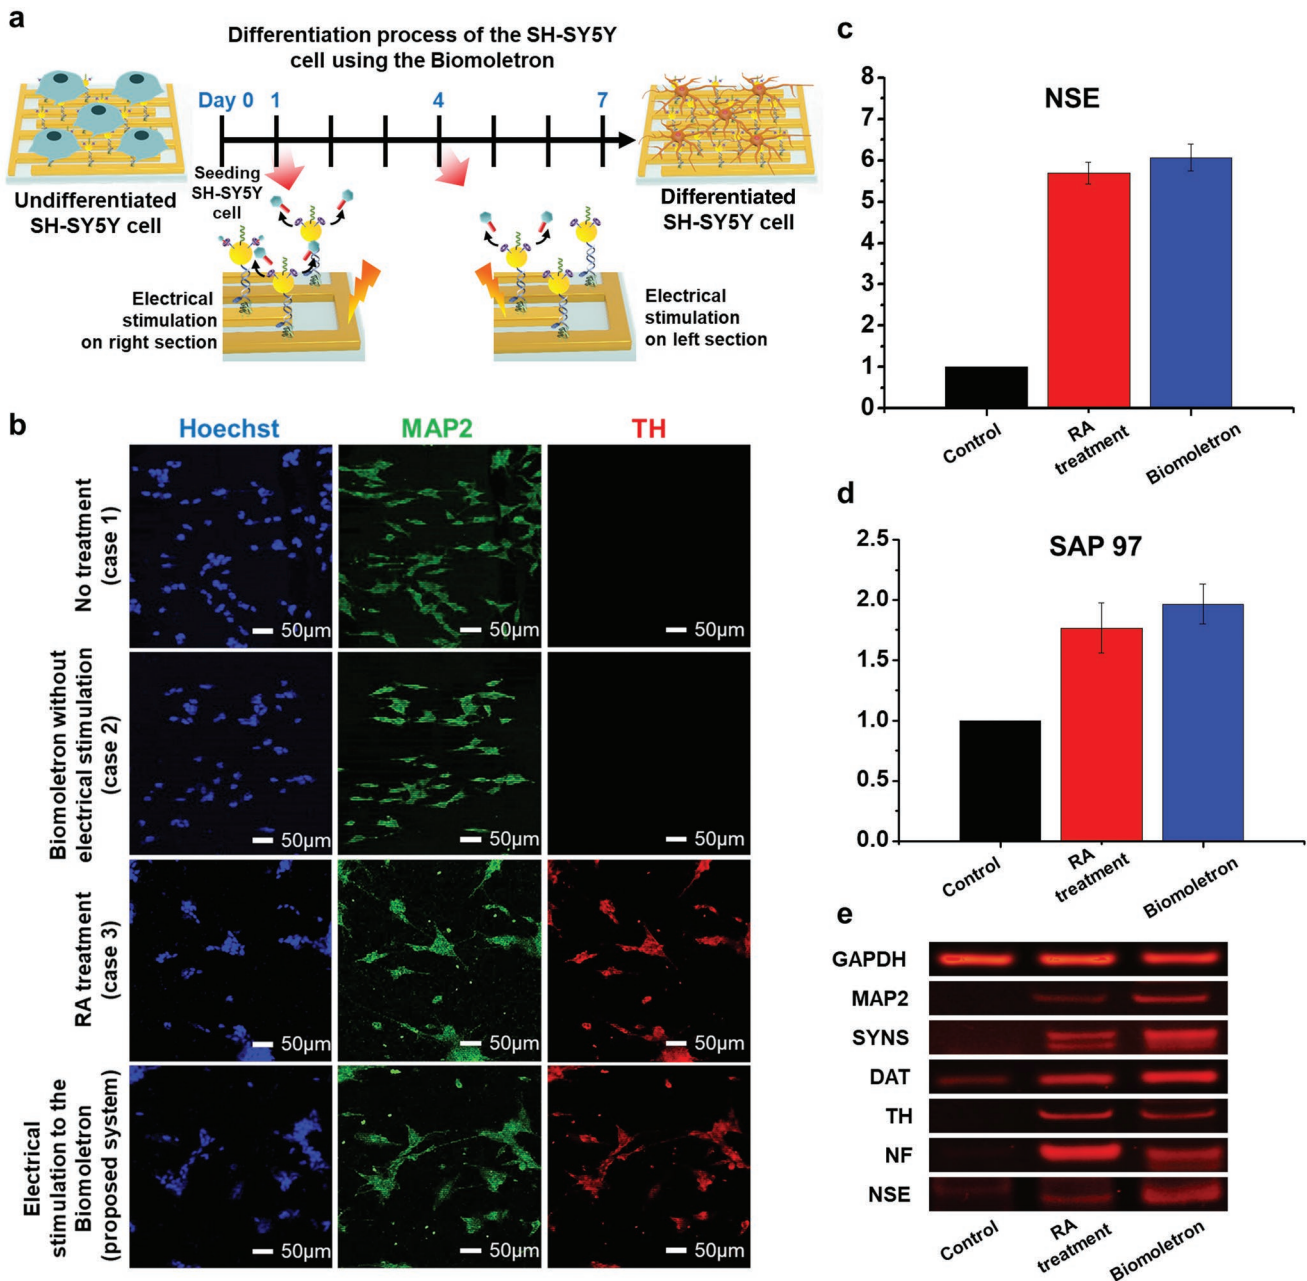 a
Differentiation process of the SH-SY5Y
cell using the Biomoletron
Day 0 1 4 7
Seeding
SH-SY5Y
cell
Undifferentiated
SH-SY5Y cell
Differentiated
SH-SY5Y cell
Electrical
stimulation
on right section
Electrical
stimulation
on left section
b
Hoechst MAP2 TH
No treatment
(case 1)
50μm 50μm 50μm
Biomoletron without
electrical stimulation
(case 2)
50μm 50μm 50μm
RA treatment
(case 3)
50μm 50μm 50μm
Electrical
stimulation to the
Biomoletron
(proposed system)
50μm 50μm 50μm
c
NSE
8
7
6
5
4
3
2
1
0
Control
RA
treatment
Biomoletron
d
SAP 97
2.5
2.0
1.5
1.0
0.5
0.0
Control
RA
treatment
Biomoletron
e
GAPDH
MAP2
SYNS
DAT
TH
NF
NSE
Control
RA
treatment
Biomoletron